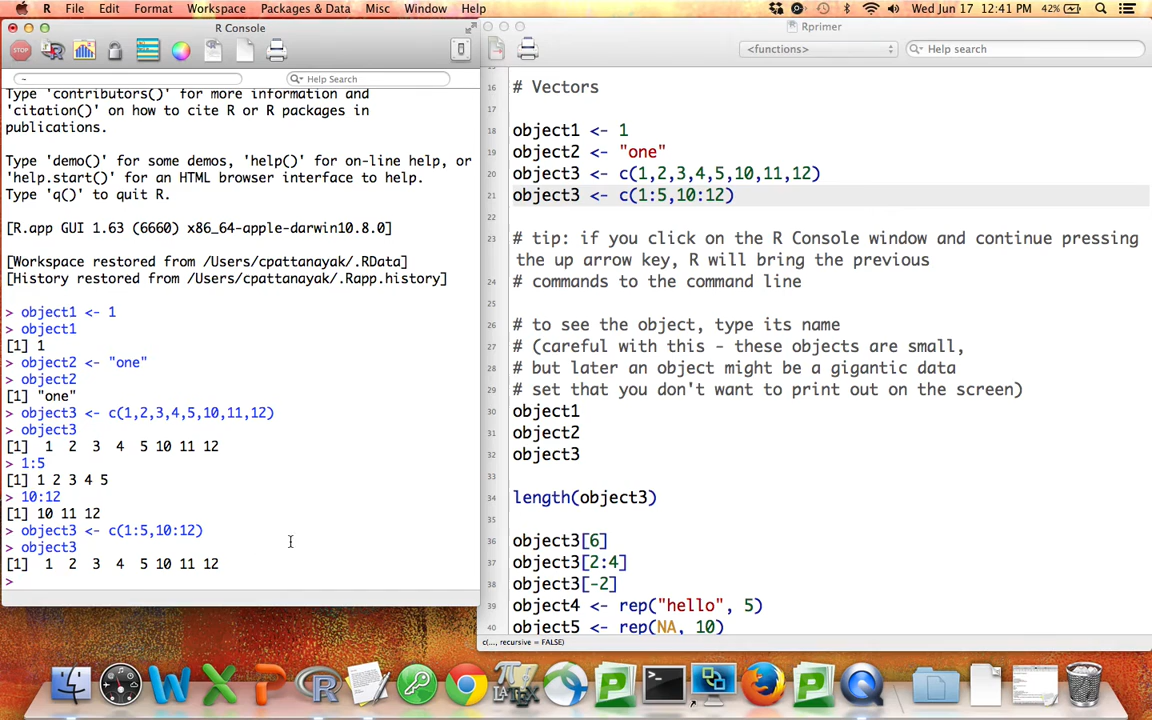 R File Edit Format Workspace Packages & Data Misc Window Help Wed Jun 17 12:41 PM 42%
R Console
STOP
~
Help Search
Type 'contributors()' for more information and
'citation()' on how to cite R or R packages in
publications.
Type 'demo()' for some demos, 'help()' for on-line help, or
'help.start()' for an HTML browser interface to help.
Type 'q()' to quit R.
[R.app GUI 1.63 (6660) x86_64-apple-darwin10.8.0]
[Workspace restored from /Users/cpattanayak/.RData]
[History restored from /Users/cpattanayak/.Rapp.history]
> object1 <- 1
> object1
[1] 1
> object2 <- "one"
> object2
[1] "one"
> object3 <- c(1,2,3,4,5,10,11,12)
> object3
[1]  1  2  3  4  5 10 11 12
> 1:5
[1] 1 2 3 4 5
> 10:12
[1] 10 11 12
> object3 <- c(1:5,10:12)
> object3
[1]  1  2  3  4  5 10 11 12
>
Rprimer
<functions>
Help search
16 # Vectors
17
18 object1 <- 1
19 object2 <- "one"
20 object3 <- c(1,2,3,4,5,10,11,12)
21 object3 <- c(1:5,10:12)
22
23 # tip: if you click on the R Console window and continue pressing
the up arrow key, R will bring the previous
24 # commands to the command line
25
26 # to see the object, type its name
27 # (careful with this - these objects are small,
28 # but later an object might be a gigantic data
29 # set that you don't want to print out on the screen)
30 object1
31 object2
32 object3
33
34 length(object3)
35
36 object3[6]
37 object3[2:4]
38 object3[-2]
39 object4 <- rep("hello", 5)
40 object5 <- rep(NA, 10)
c(..., recursive = FALSE)